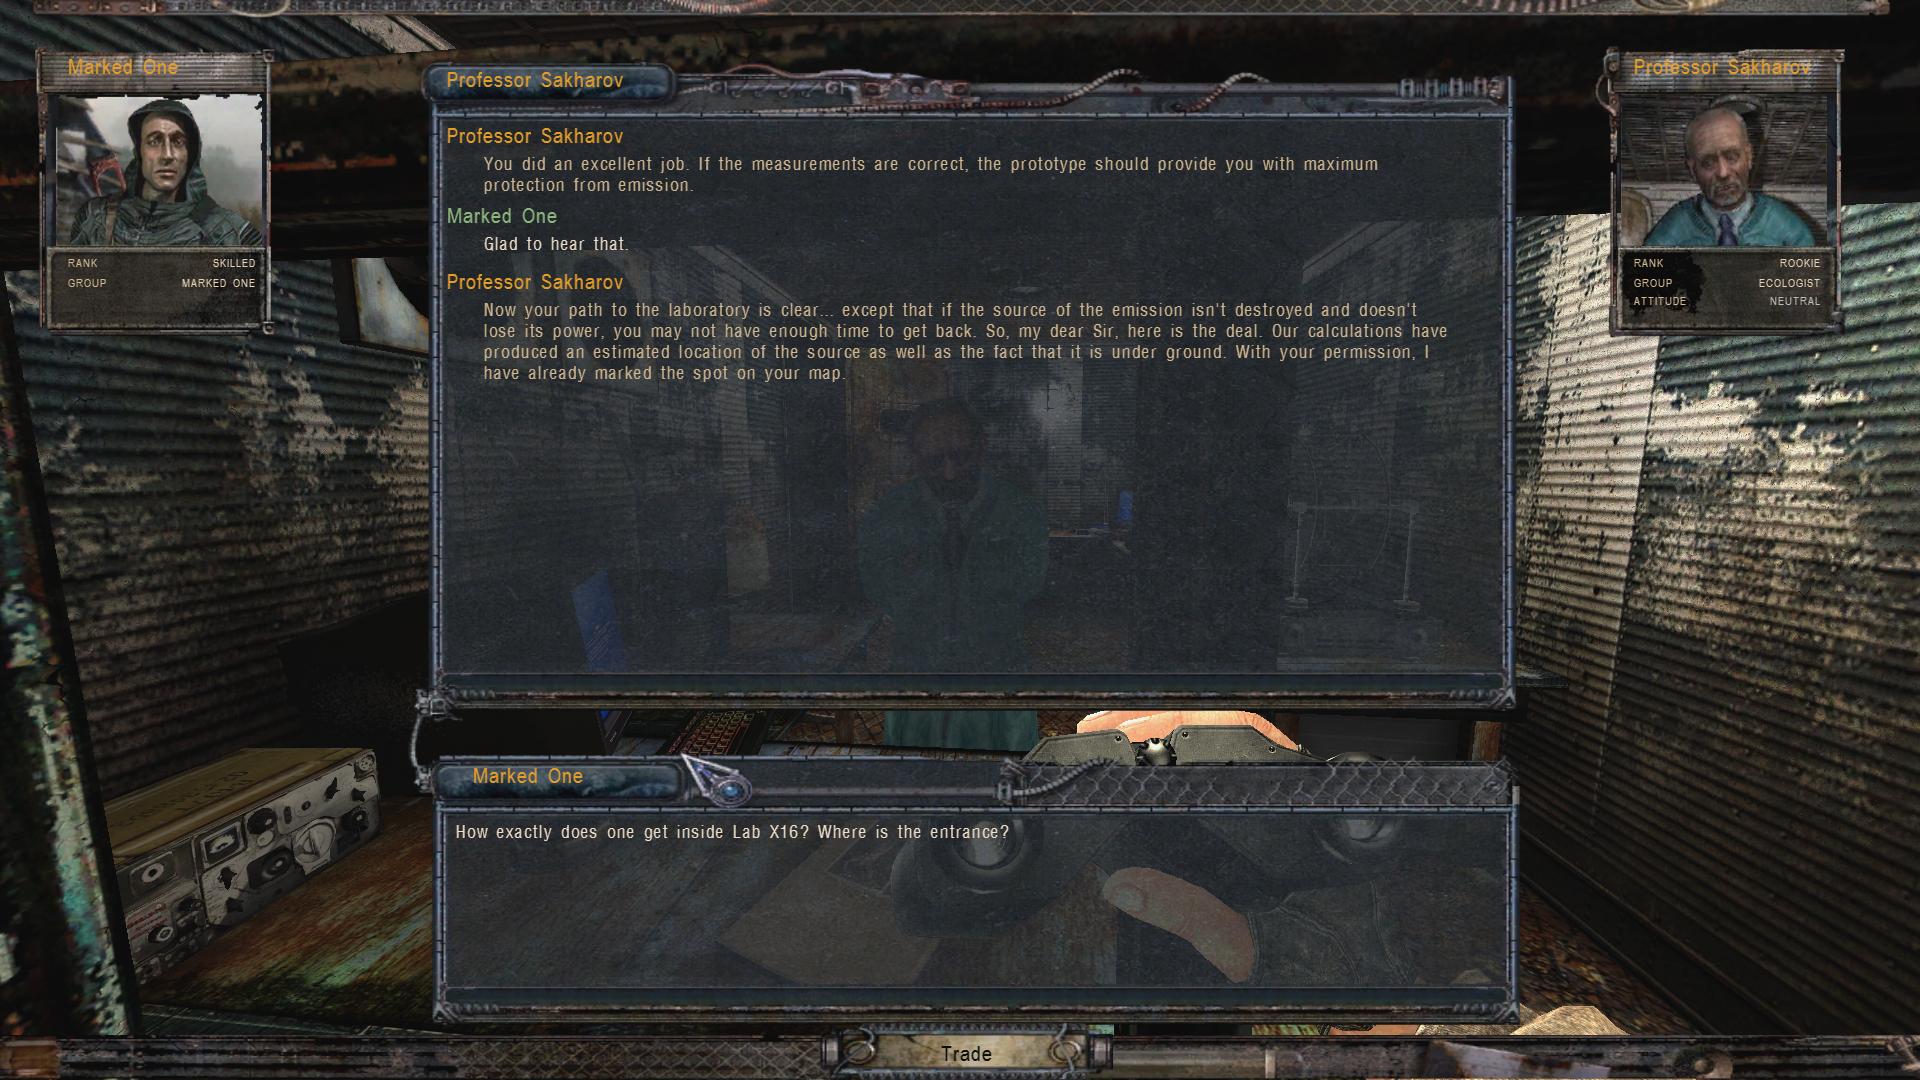 Marked One
RANK SKILLED
GROUP MARKED ONE
Professor Sakharov
Professor Sakharov
You did an excellent job. If the measurements are correct, the prototype should provide you with maximum
protection from emission.
Marked One
Glad to hear that.
Professor Sakharov
Now your path to the laboratory is clear... except that if the source of the emission isn't destroyed and doesn't
lose its power, you may not have enough time to get back. So, my dear Sir, here is the deal. Our calculations have
produced an estimated location of the source as well as the fact that it is under ground. With your permission, I
have already marked the spot on your map.
Professor Sakharov
RANK ROOKIE
GROUP ECOLOGIST
ATTITUDE NEUTRAL
Marked One
How exactly does one get inside Lab X16? Where is the entrance?
Trade